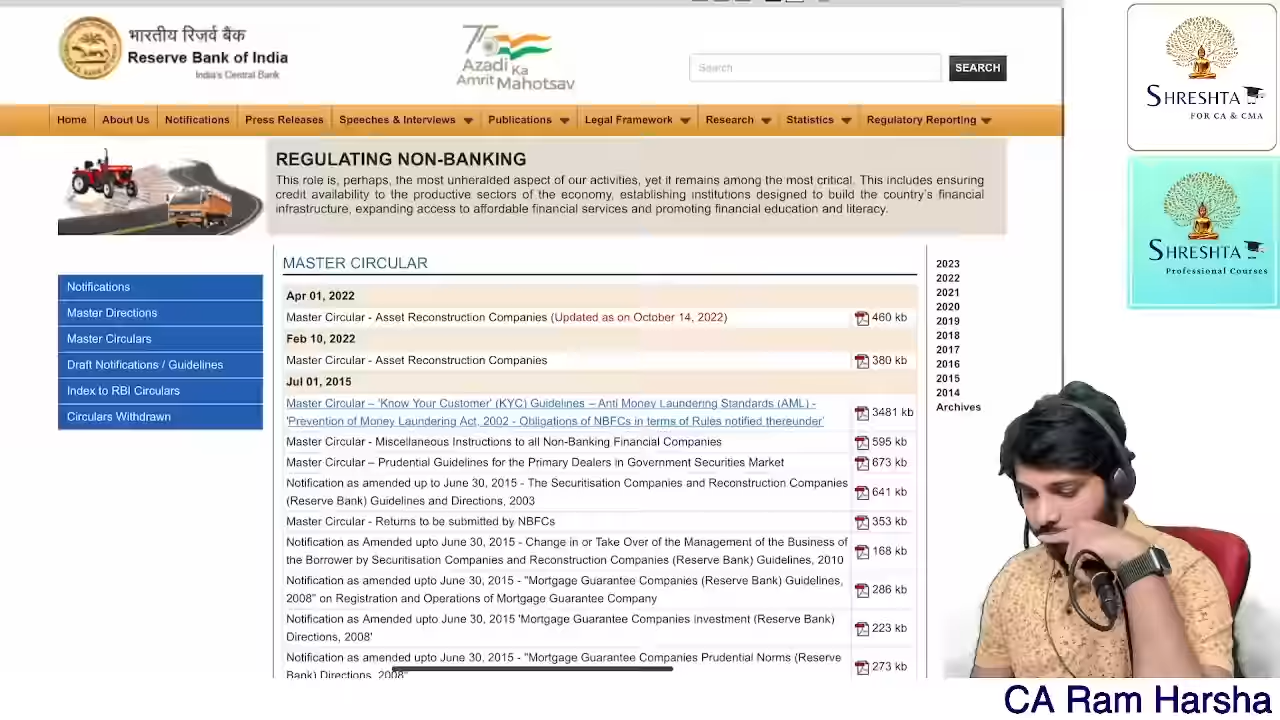 भारतीय रिजर्व बैंक
Reserve Bank of India
India's Central Bank
75
Azadi
Ka
Amrit Mahotsav
Search
SEARCH
SHRESHTA
FOR CA & CMA
Home
About Us
Notifications
Press Releases
Speeches & Interviews
Publications
Legal Framework
Research
Statistics
Regulatory Reporting
REGULATING NON-BANKING
This role is, perhaps, the most unheralded aspect of our activities, yet it remains among the most critical. This includes ensuring
credit availability to the productive sectors of the economy, establishing institutions designed to build the country's financial
infrastructure, expanding access to affordable financial services and promoting financial education and literacy.
SHRESHTA
Professional Courses
Notifications
Master Directions
Master Circulars
Draft Notifications / Guidelines
Index to RBI Circulars
Circulars Withdrawn
MASTER CIRCULAR
Apr 01, 2022
Master Circular - Asset Reconstruction Companies (Updated as on October 14, 2022)
460 kb
Feb 10, 2022
Master Circular - Asset Reconstruction Companies
380 kb
Jul 01, 2015
Master Circular – 'Know Your Customer' (KYC) Guidelines – Anti Money Laundering Standards (AML) -
'Prevention of Money Laundering Act, 2002 - Obligations of NBFCs in terms of Rules notified thereunder'
3481 kb
Master Circular - Miscellaneous Instructions to all Non-Banking Financial Companies
595 kb
Master Circular – Prudential Guidelines for the Primary Dealers in Government Securities Market
673 kb
Notification as amended up to June 30, 2015 - The Securitisation Companies and Reconstruction Companies
(Reserve Bank) Guidelines and Directions, 2003
641 kb
Master Circular - Returns to be submitted by NBFCs
353 kb
Notification as Amended upto June 30, 2015 - Change in or Take Over of the Management of the Business of
the Borrower by Securitisation Companies and Reconstruction Companies (Reserve Bank) Guidelines, 2010
168 kb
Notification as amended upto June 30, 2015 - "Mortgage Guarantee Companies (Reserve Bank) Guidelines,
2008" on Registration and Operations of Mortgage Guarantee Company
286 kb
Notification as amended upto June 30, 2015 'Mortgage Guarantee Companies Investment (Reserve Bank)
Directions, 2008'
223 kb
Notification as amended upto June 30, 2015 - "Mortgage Guarantee Companies Prudential Norms (Reserve
Bank) Directions, 2008"
273 kb
2023
2022
2021
2020
2019
2018
2017
2016
2015
2014
Archives
CA Ram Harsha